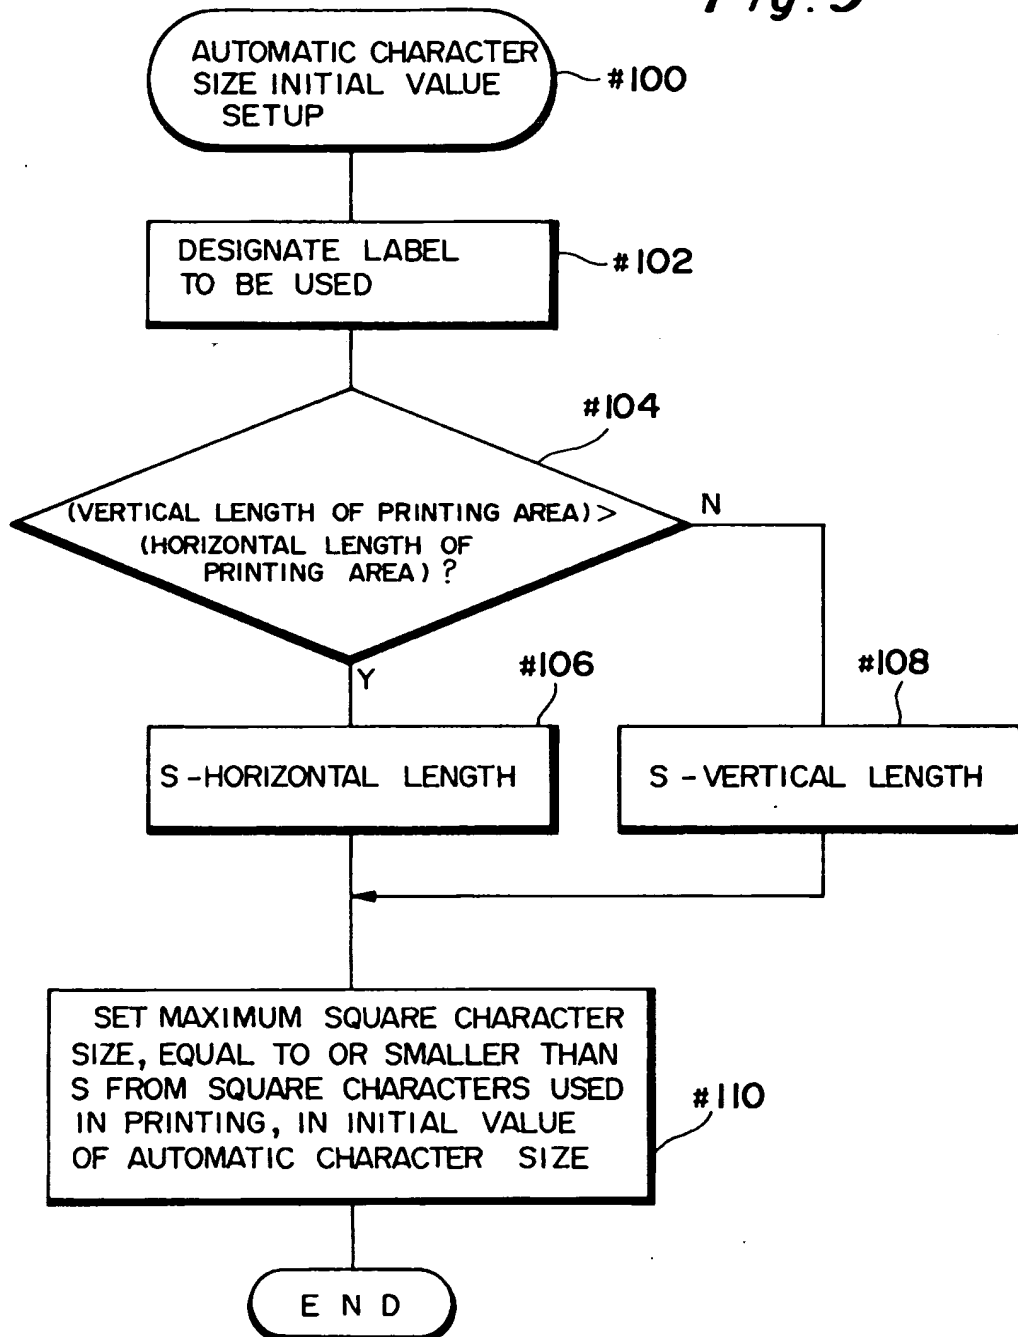 AUTOMATIC CHARACTER
SIZE INITIAL VALUE
SETUP
#100
DESIGNATE LABEL
TO BE USED
#102
#104
(VERTICAL LENGTH OF PRINTING AREA) >
(HORIZONTAL LENGTH OF
PRINTING AREA) ?
N
Y
#106
#108
S - HORIZONTAL LENGTH
S - VERTICAL LENGTH
SET MAXIMUM SQUARE CHARACTER
SIZE, EQUAL TO OR SMALLER THAN
S FROM SQUARE CHARACTERS USED
IN PRINTING, IN INITIAL VALUE
OF AUTOMATIC CHARACTER SIZE
#110
END